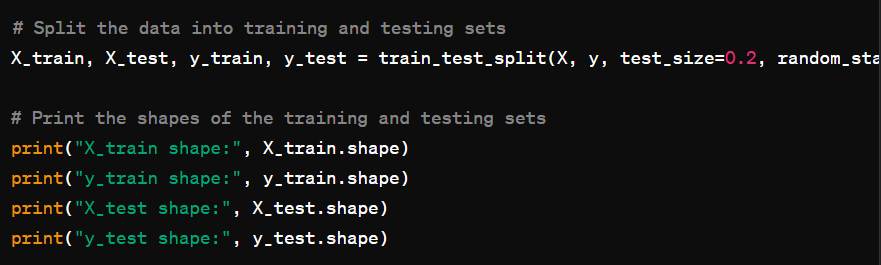 # Split the data into training and testing sets
X_train, X_test, y_train, y_test = train_test_split(X, y, test_size=0.2, random_sta
# Print the shapes of the training and testing sets
print("X_train shape:", X_train.shape)
print("y_train shape:", y_train.shape)
print("X_test shape:", X_test.shape)
print("y_test shape:", y_test.shape)